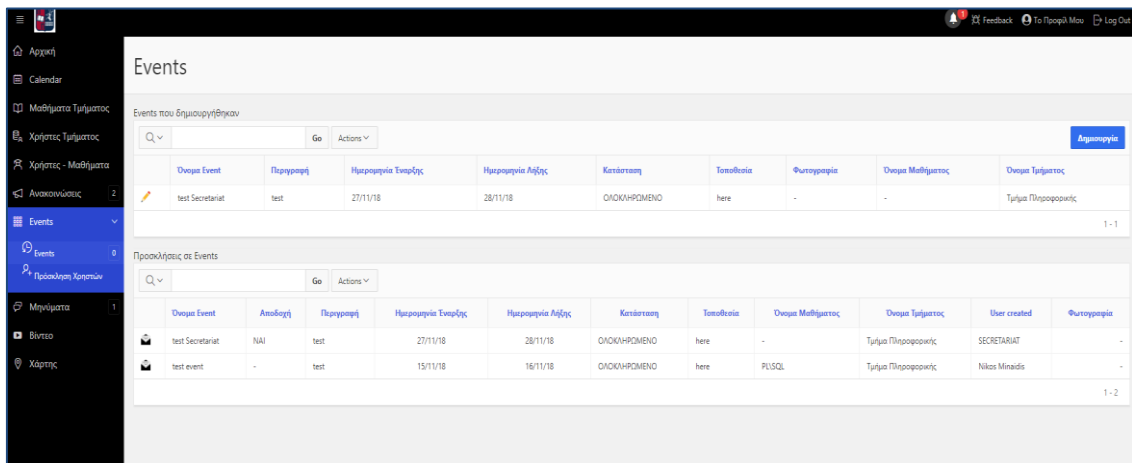 1 Feedback Το Προφίλ Μου Log Out
Αρχική
Calendar
Μαθήματα Τμήματος
Χρήστες Τμήματος
Χρήστες - Μαθήματα
Ανακοινώσεις 2
Events
Events 0
Πρόσκληση Χρηστών
Μηνύματα 1
Βίντεο
Χάρτης
Events
Events που δημιουργήθηκαν
Go Actions Δημιουργία
Όνομα Event Περιγραφή Ημερομηνία Έναρξης Ημερομηνία Λήξης Κατάσταση Τοποθεσία Φωτογραφία Όνομα Μαθήματος Όνομα Τμήματος
test Secretariat test 27/11/18 28/11/18 ΟΛΟΚΛΗΡΩΜΕΝΟ here - - Τμήμα Πληροφορικής
1 - 1
Προσκλήσεις σε Events
Go Actions
Όνομα Event Αποδοχή Περιγραφή Ημερομηνία Έναρξης Ημερομηνία Λήξης Κατάσταση Τοποθεσία Όνομα Μαθήματος Όνομα Τμήματος User created Φωτογραφία
test Secretariat ΝΑΙ test 27/11/18 28/11/18 ΟΛΟΚΛΗΡΩΜΕΝΟ here - Τμήμα Πληροφορικής SECRETARIAT -
test event - test 15/11/18 16/11/18 ΟΛΟΚΛΗΡΩΜΕΝΟ here PL\SQL Τμήμα Πληροφορικής Nikos Minaidis -
1 - 2